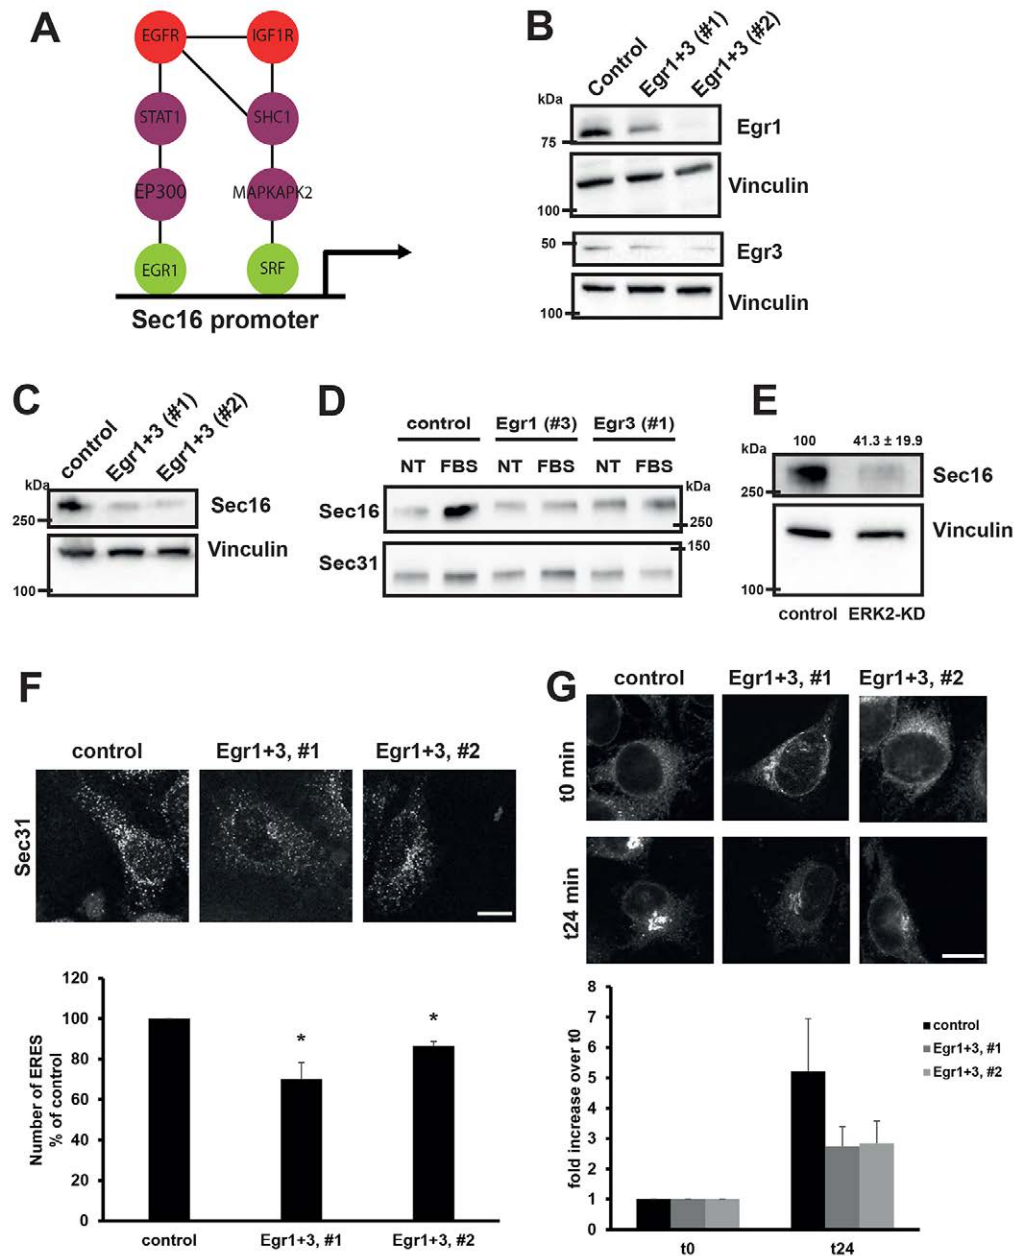 A
EGFR
IGF1R
STAT1
SHC1
EP300
MAPKAPK2
EGR1
SRF
Sec16 promoter
B
Control
Egr1+3 (#1)
Egr1+3 (#2)
kDa
75
Egr1
Vinculin
100
50
Egr3
Vinculin
100
C
control
Egr1+3 (#1)
Egr1+3 (#2)
kDa
Sec16
250
Vinculin
100
D
control Egr1 (#3) Egr3 (#1)
NT FBS NT FBS NT FBS
kDa
Sec16
250
150
Sec31
E
kDa
100 41.3 ± 19.9
Sec16
250
Vinculin
100
control ERK2-KD
F
control Egr1+3, #1 Egr1+3, #2
Sec31
Number of ERES
% of control
120
100
80
60
40
20
0
control Egr1+3, #1 Egr1+3, #2
* *
G
control Egr1+3, #1 Egr1+3, #2
t0 min
t24 min
fold increase over t0
8
7
6
5
4
3
2
1
0
t0 t24
control
Egr1+3, #1
Egr1+3, #2